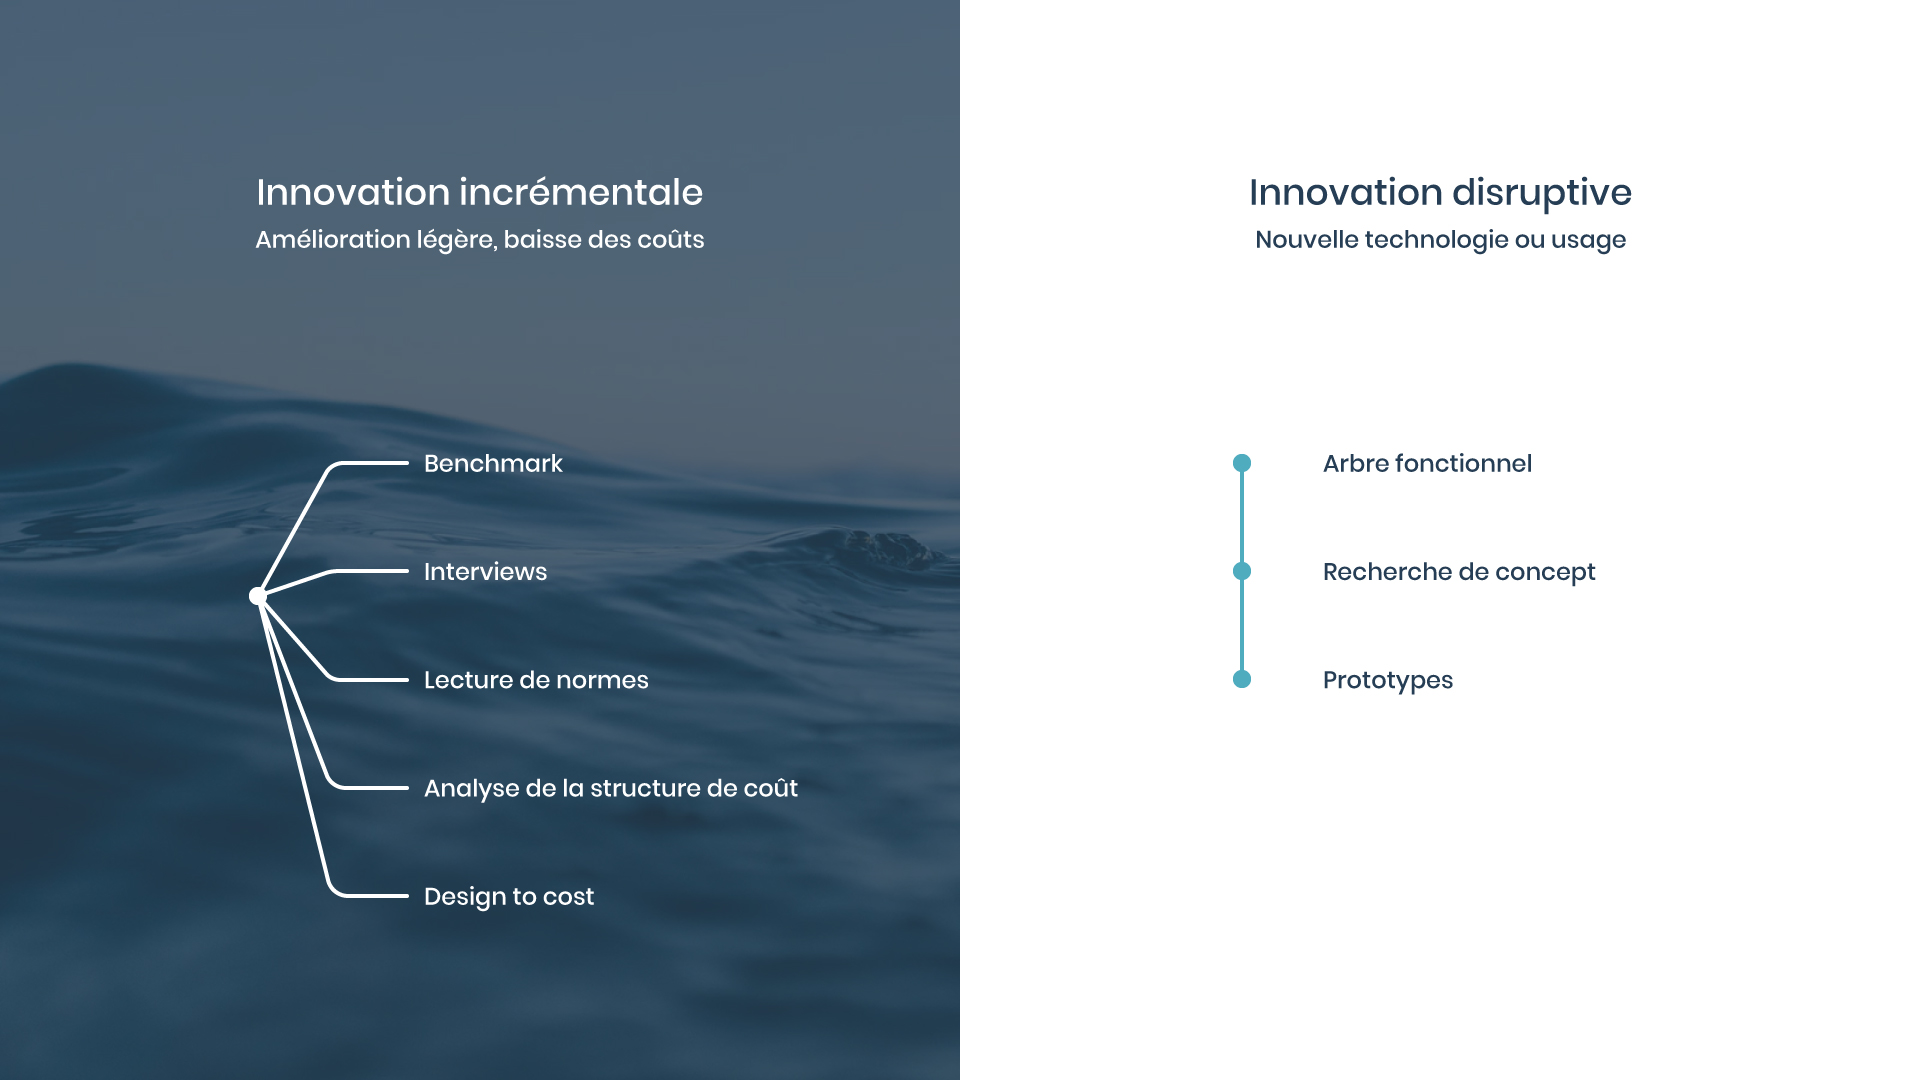 Innovation incrémentale
Amélioration légère, baisse des coûts
Benchmark
Interviews
Lecture de normes
Analyse de la structure de coût
Design to cost
Innovation disruptive
Nouvelle technologie ou usage
Arbre fonctionnel
Recherche de concept
Prototypes